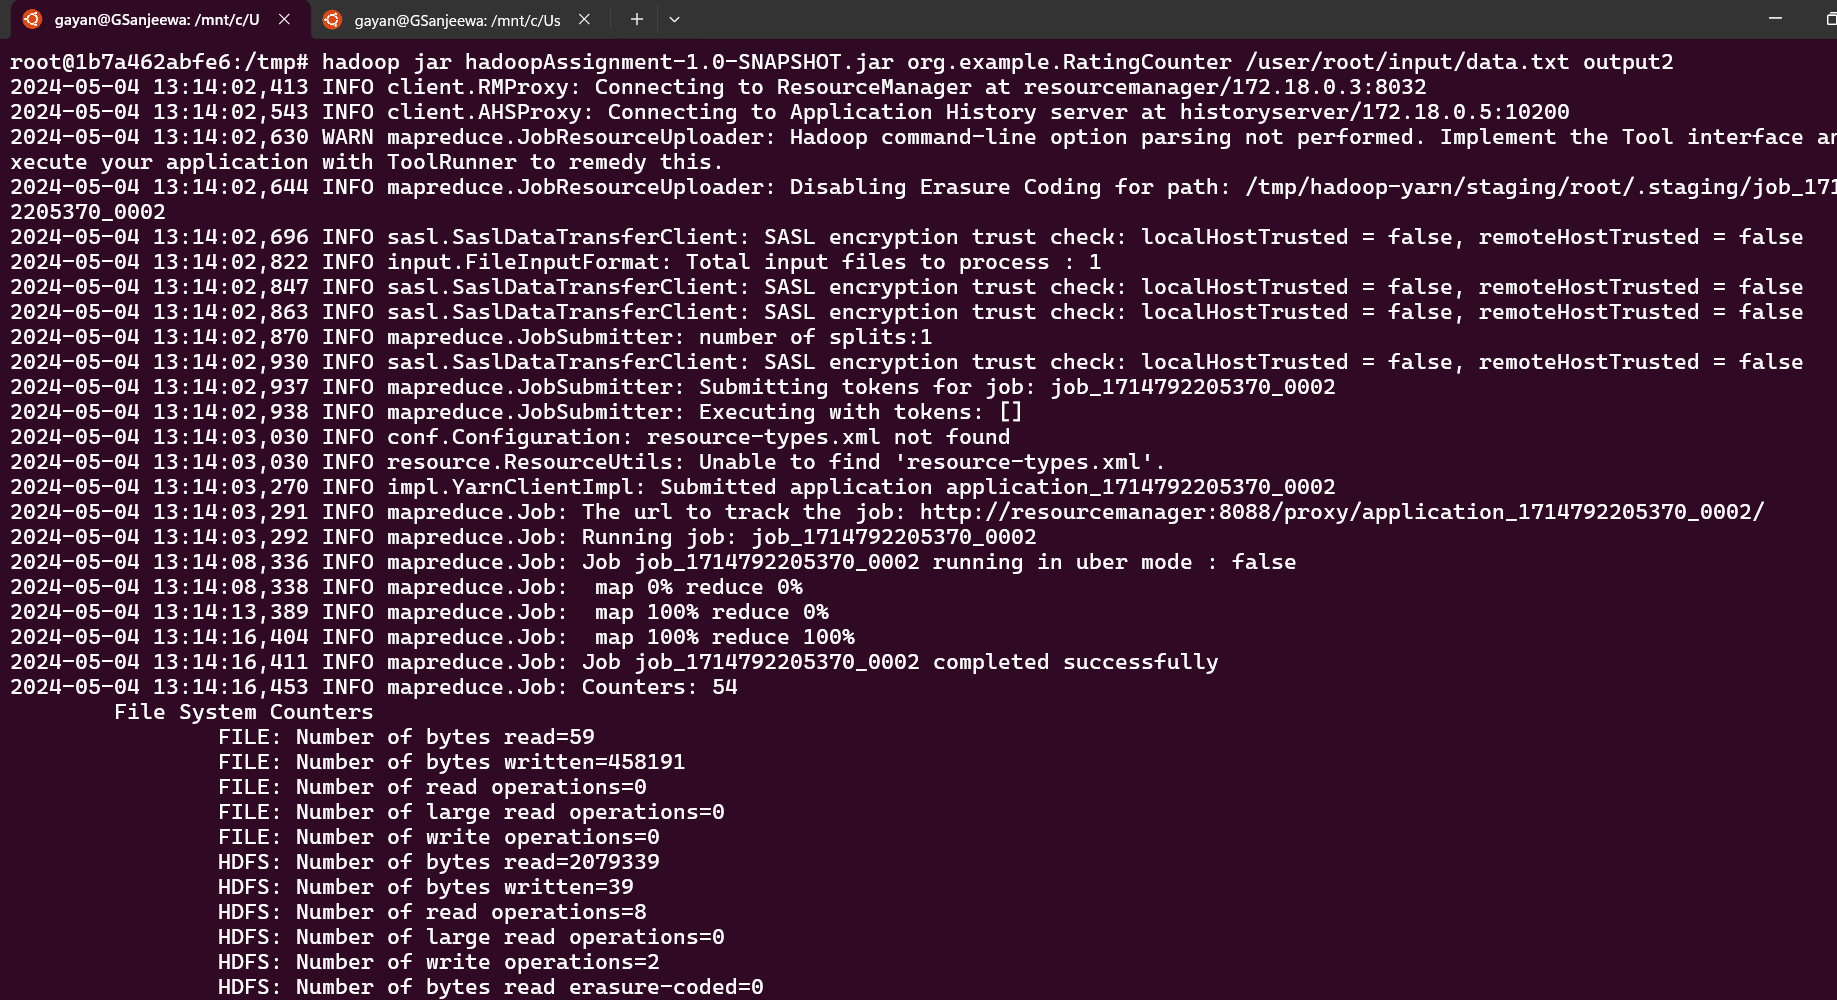 gayan@GSanjeewa: /mnt/c/U
gayan@GSanjeewa: /mnt/c/Us
root@1b7a462abfe6:/tmp# hadoop jar hadoopAssignment-1.0-SNAPSHOT.jar org.example.RatingCounter /user/root/input/data.txt output2
2024-05-04 13:14:02,413 INFO client.RMProxy: Connecting to ResourceManager at resourcemanager/172.18.0.3:8032
2024-05-04 13:14:02,543 INFO client.AHSProxy: Connecting to Application History server at historyserver/172.18.0.5:10200
2024-05-04 13:14:02,630 WARN mapreduce.JobResourceUploader: Hadoop command-line option parsing not performed. Implement the Tool interface an
xecute your application with ToolRunner to remedy this.
2024-05-04 13:14:02,644 INFO mapreduce.JobResourceUploader: Disabling Erasure Coding for path: /tmp/hadoop-yarn/staging/root/.staging/job_171
2205370_0002
2024-05-04 13:14:02,696 INFO sasl.SaslDataTransferClient: SASL encryption trust check: localHostTrusted = false, remoteHostTrusted = false
2024-05-04 13:14:02,822 INFO input.FileInputFormat: Total input files to process : 1
2024-05-04 13:14:02,847 INFO sasl.SaslDataTransferClient: SASL encryption trust check: localHostTrusted = false, remoteHostTrusted = false
2024-05-04 13:14:02,863 INFO sasl.SaslDataTransferClient: SASL encryption trust check: localHostTrusted = false, remoteHostTrusted = false
2024-05-04 13:14:02,870 INFO mapreduce.JobSubmitter: number of splits:1
2024-05-04 13:14:02,930 INFO sasl.SaslDataTransferClient: SASL encryption trust check: localHostTrusted = false, remoteHostTrusted = false
2024-05-04 13:14:02,937 INFO mapreduce.JobSubmitter: Submitting tokens for job: job_1714792205370_0002
2024-05-04 13:14:02,938 INFO mapreduce.JobSubmitter: Executing with tokens: []
2024-05-04 13:14:03,030 INFO conf.Configuration: resource-types.xml not found
2024-05-04 13:14:03,030 INFO resource.ResourceUtils: Unable to find 'resource-types.xml'.
2024-05-04 13:14:03,270 INFO impl.YarnClientImpl: Submitted application application_1714792205370_0002
2024-05-04 13:14:03,291 INFO mapreduce.Job: The url to track the job: http://resourcemanager:8088/proxy/application_1714792205370_0002/
2024-05-04 13:14:03,292 INFO mapreduce.Job: Running job: job_1714792205370_0002
2024-05-04 13:14:08,336 INFO mapreduce.Job: Job job_1714792205370_0002 running in uber mode : false
2024-05-04 13:14:08,338 INFO mapreduce.Job:  map 0% reduce 0%
2024-05-04 13:14:13,389 INFO mapreduce.Job:  map 100% reduce 0%
2024-05-04 13:14:16,404 INFO mapreduce.Job:  map 100% reduce 100%
2024-05-04 13:14:16,411 INFO mapreduce.Job: Job job_1714792205370_0002 completed successfully
2024-05-04 13:14:16,453 INFO mapreduce.Job: Counters: 54
File System Counters
FILE: Number of bytes read=59
FILE: Number of bytes written=458191
FILE: Number of read operations=0
FILE: Number of large read operations=0
FILE: Number of write operations=0
HDFS: Number of bytes read=2079339
HDFS: Number of bytes written=39
HDFS: Number of read operations=8
HDFS: Number of large read operations=0
HDFS: Number of write operations=2
HDFS: Number of bytes read erasure-coded=0